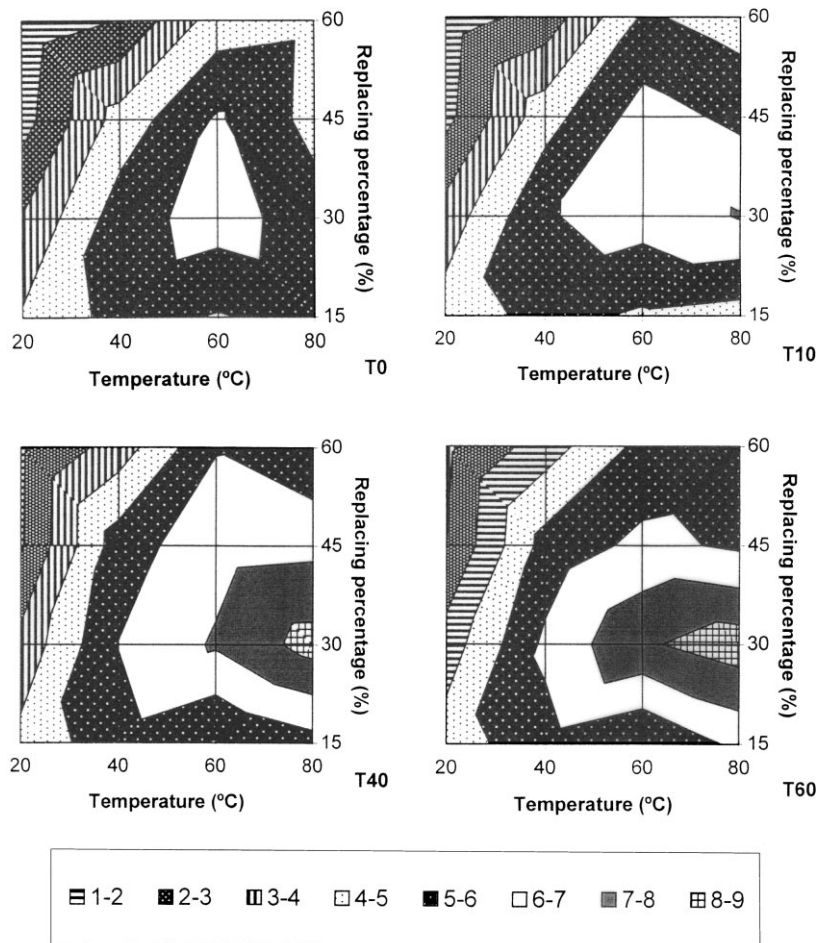 60
45
30
15
Replacing percentage (%)
20 40 60 80
Temperature (ºC)
T0
60
45
30
15
Replacing percentage (%)
20 40 60 80
Temperature (ºC)
T10
60
45
30
15
Replacing percentage (%)
20 40 60 80
Temperature (ºC)
T40
60
45
30
15
Replacing percentage (%)
20 40 60 80
Temperature (ºC)
T60
1-2 2-3 3-4 4-5 5-6 6-7 7-8 8-9